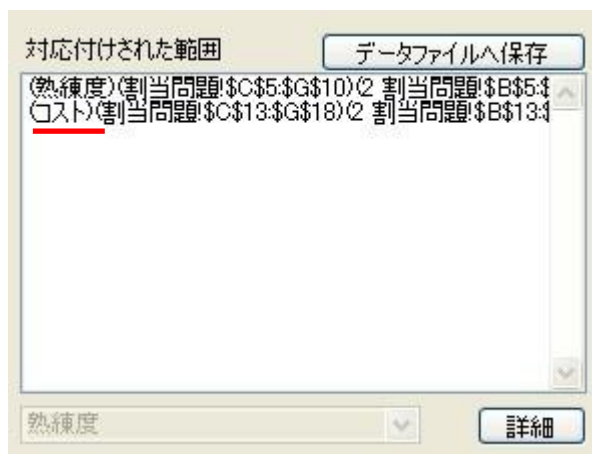 対応付けされた範囲
データファイルへ保存
(熟練度)(割当問題!$C$5:$G$10)(2 割当問題!$B$5:$
(コスト)(割当問題!$C$13:$G$18)(2 割当問題!$B$13:$
熟練度
詳細